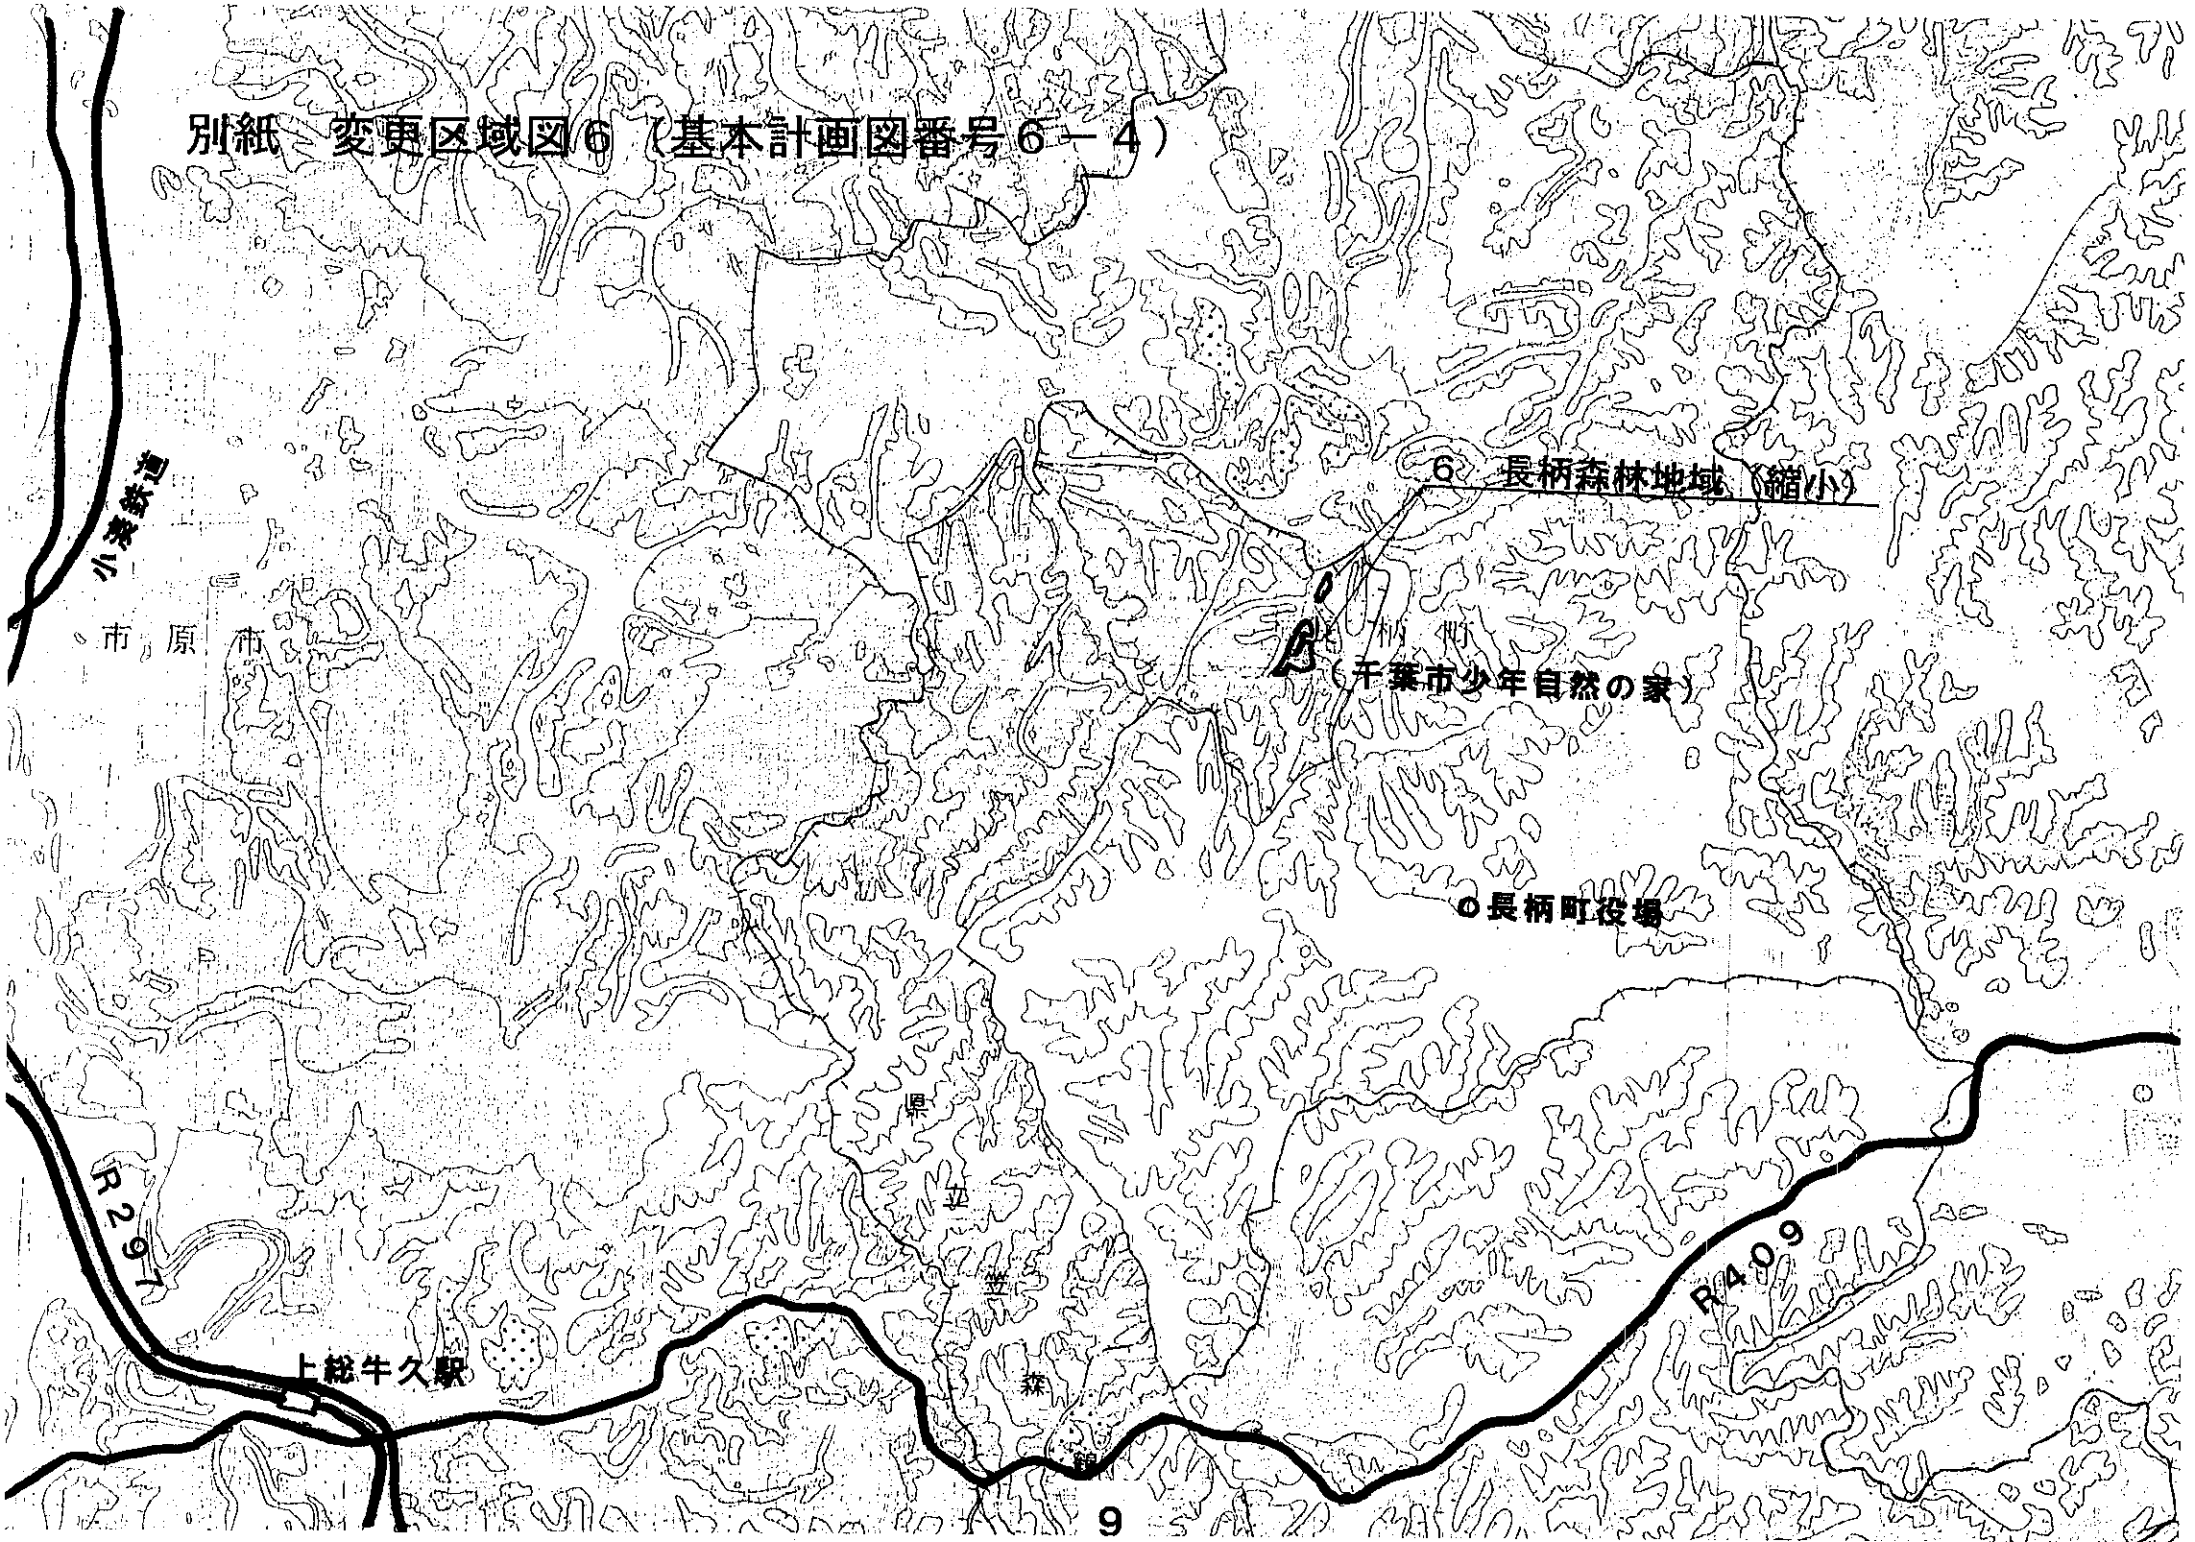 別紙　変更区域図6（基本計画図番号6－4）
小湊鉄道
6　長柄森林地域（縮小）
市原市
柄町
（千葉市少年自然の家）
長柄町役場
県立笠森鶴
R297
R409
上総牛久駅
9